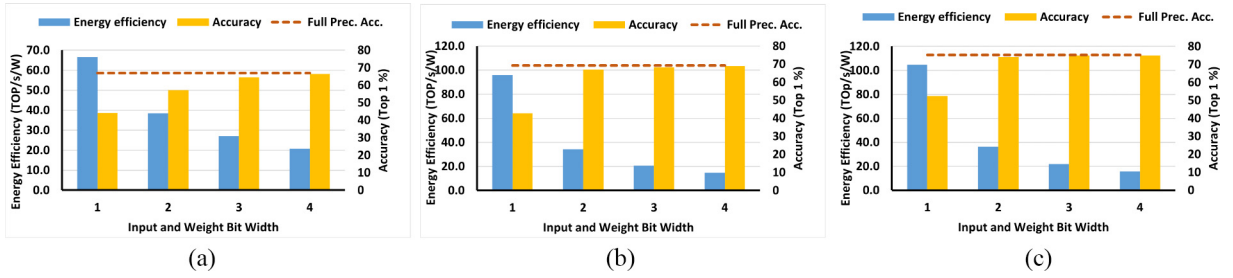 Energy efficiency Accuracy Full Prec. Acc.
Energy Efficiency (TOP/s/W)
70.0
60.0
50.0
40.0
30.0
20.0
10.0
0.0
80
70
60
50
40
30
20
10
0
Accuracy (Top 1 %)
1 2 3 4
Input and Weight Bit Width
(a)
Energy efficiency Accuracy Full Prec. Acc.
Energy Efficiency (TOP/s/W)
120.0
100.0
80.0
60.0
40.0
20.0
0.0
80
70
60
50
40
30
20
10
0
Accuracy (Top 1 %)
1 2 3 4
Input and Weight Bit Width
(b)
Energy efficiency Accuracy Full Prec. Acc.
Energy Efficiency (TOp/s/W)
120.0
100.0
80.0
60.0
40.0
20.0
0.0
80
70
60
50
40
30
20
10
0
Accuracy (Top 1 %)
1 2 3 4
Input and Weight Bit Width
(c)